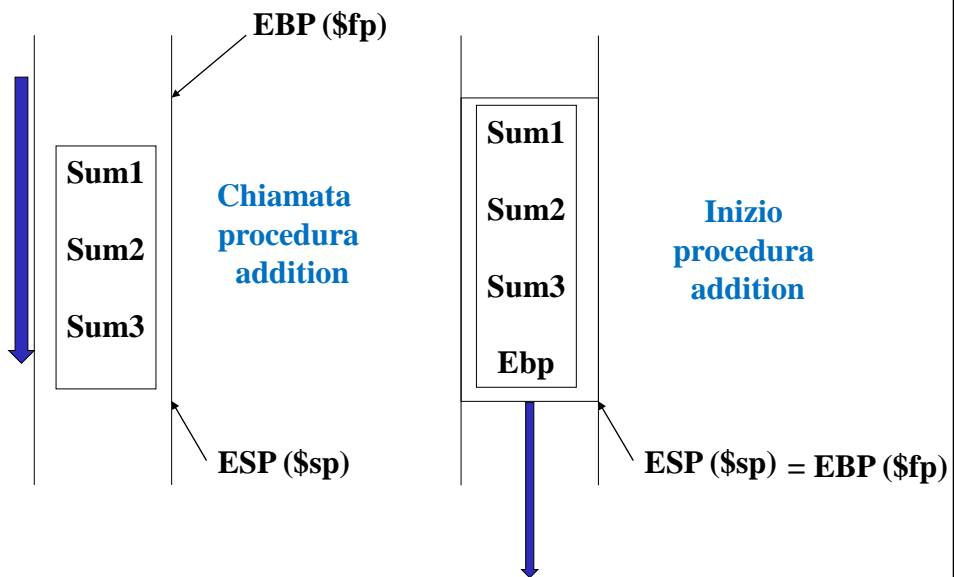 EBP ($fp)
Sum1
Sum2
Sum3
Chiamata
procedura
addition
ESP ($sp)
Sum1
Sum2
Sum3
Ebp
Inizio
procedura
addition
ESP ($sp) = EBP ($fp)